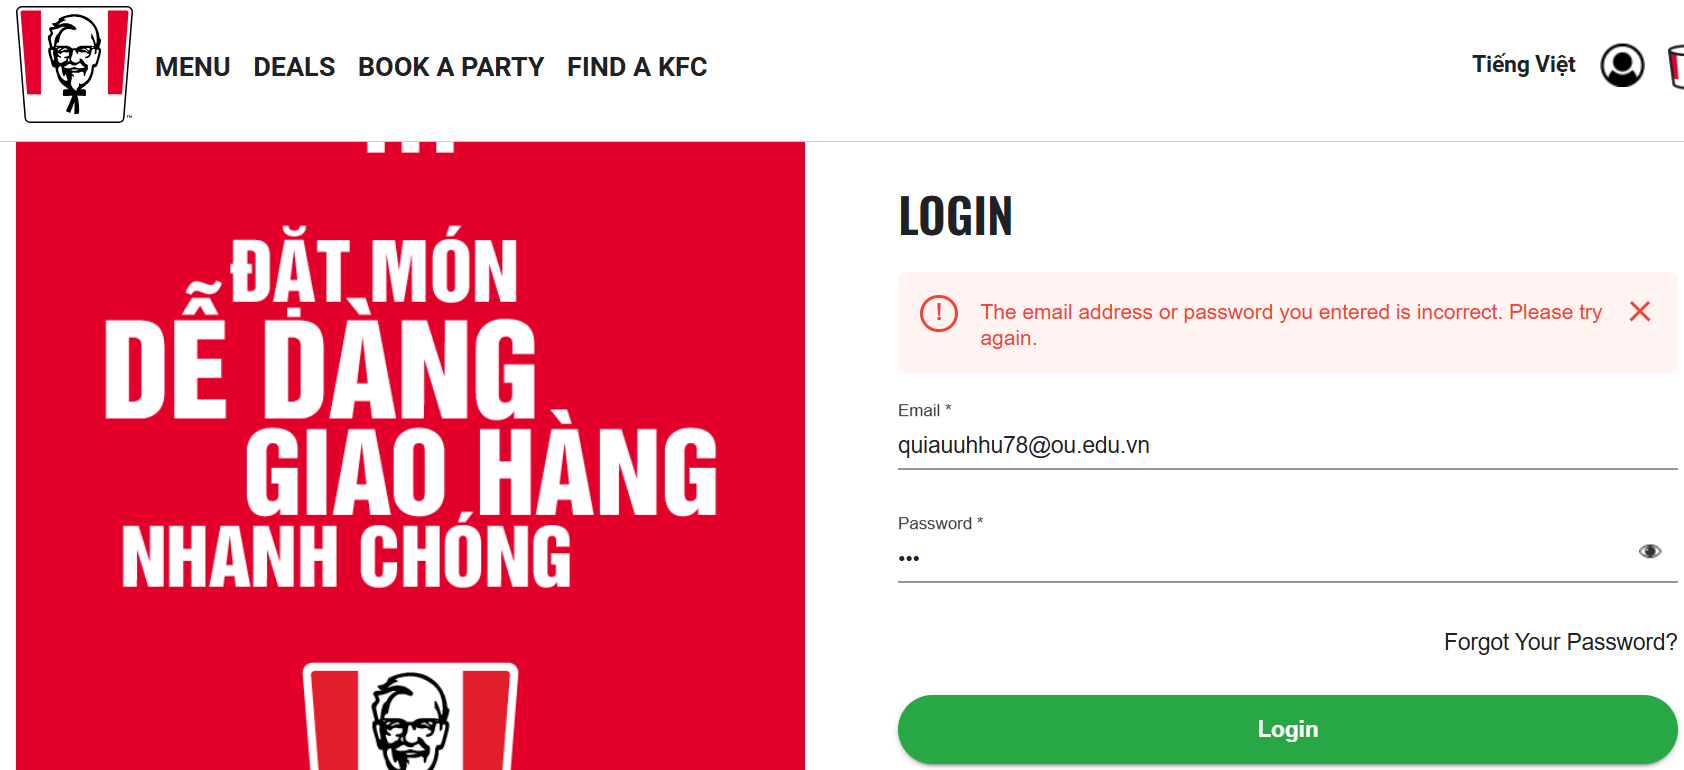 MENU DEALS BOOK A PARTY FIND A KFC
Tiếng Việt
ĐẶT MÓN
DỄ DÀNG
GIAO HÀNG
NHANH CHÓNG
LOGIN
The email address or password you entered is incorrect. Please try
again.
Email *
quiauuhhu78@ou.edu.vn
Password *
•••
Forgot Your Password?
Login